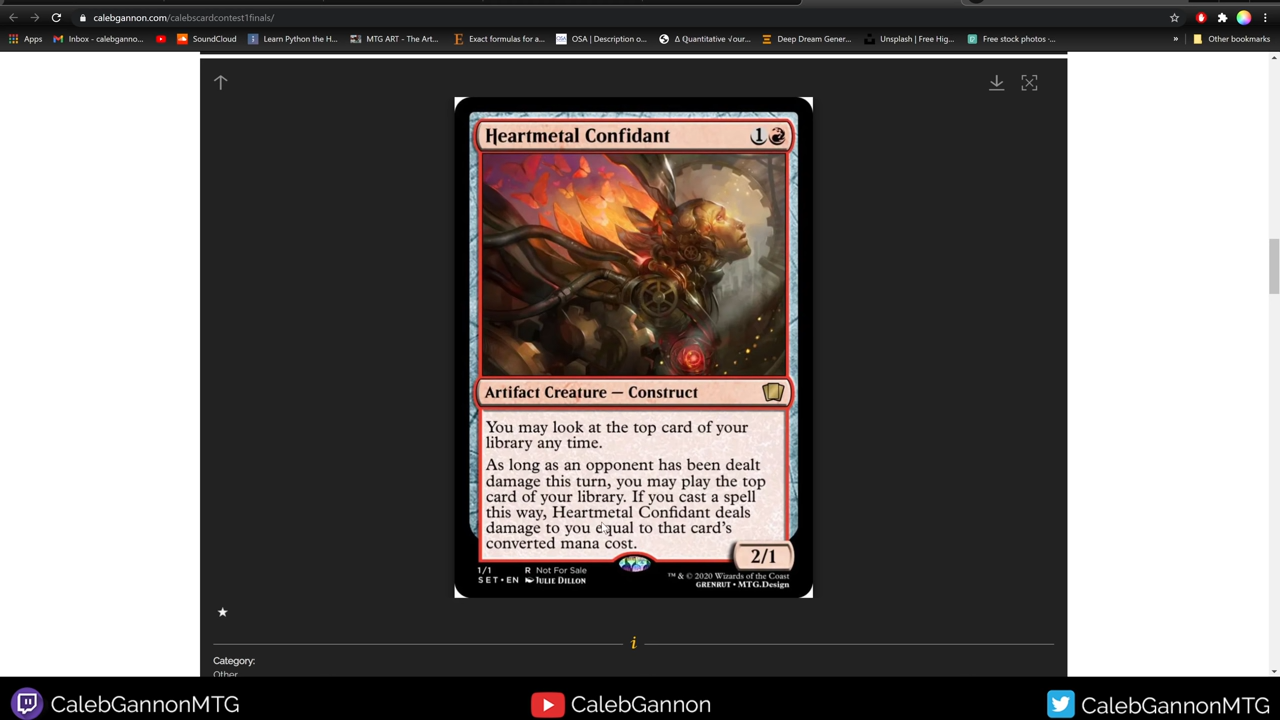 calebgannon.com/calebscardcontest1finals/
Apps
Inbox - calebganno...
SoundCloud
Learn Python the H...
MTG ART - The Art...
Exact formulas for a...
OSA | Description o...
Δ Quantitative √our...
Deep Dream Gener...
Unsplash | Free Hig...
Free stock photos ·...
»
Other bookmarks
Heartmetal Confidant 1
Artifact Creature — Construct
You may look at the top card of your
library any time.
As long as an opponent has been dealt
damage this turn, you may play the top
card of your library. If you cast a spell
this way, Heartmetal Confidant deals
damage to you equal to that card's
converted mana cost.
2/1
1/1 R Not For Sale
SET • EN JULIE DILLON
™ & © 2020 Wizards of the Coast
GRENRUT • MTG.Design
i
Category:
Other
CalebGannonMTG
CalebGannon
CalebGannonMTG